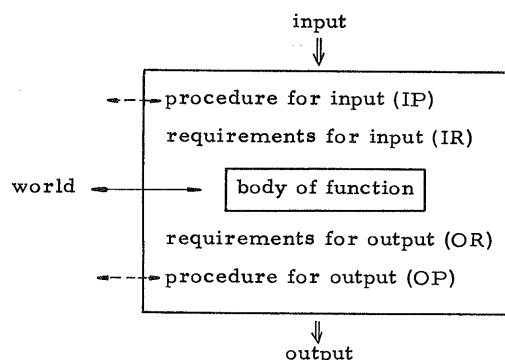 input
procedure for input (IP)
requirements for input (IR)
world
body of function
requirements for output (OR)
procedure for output (OP)
output